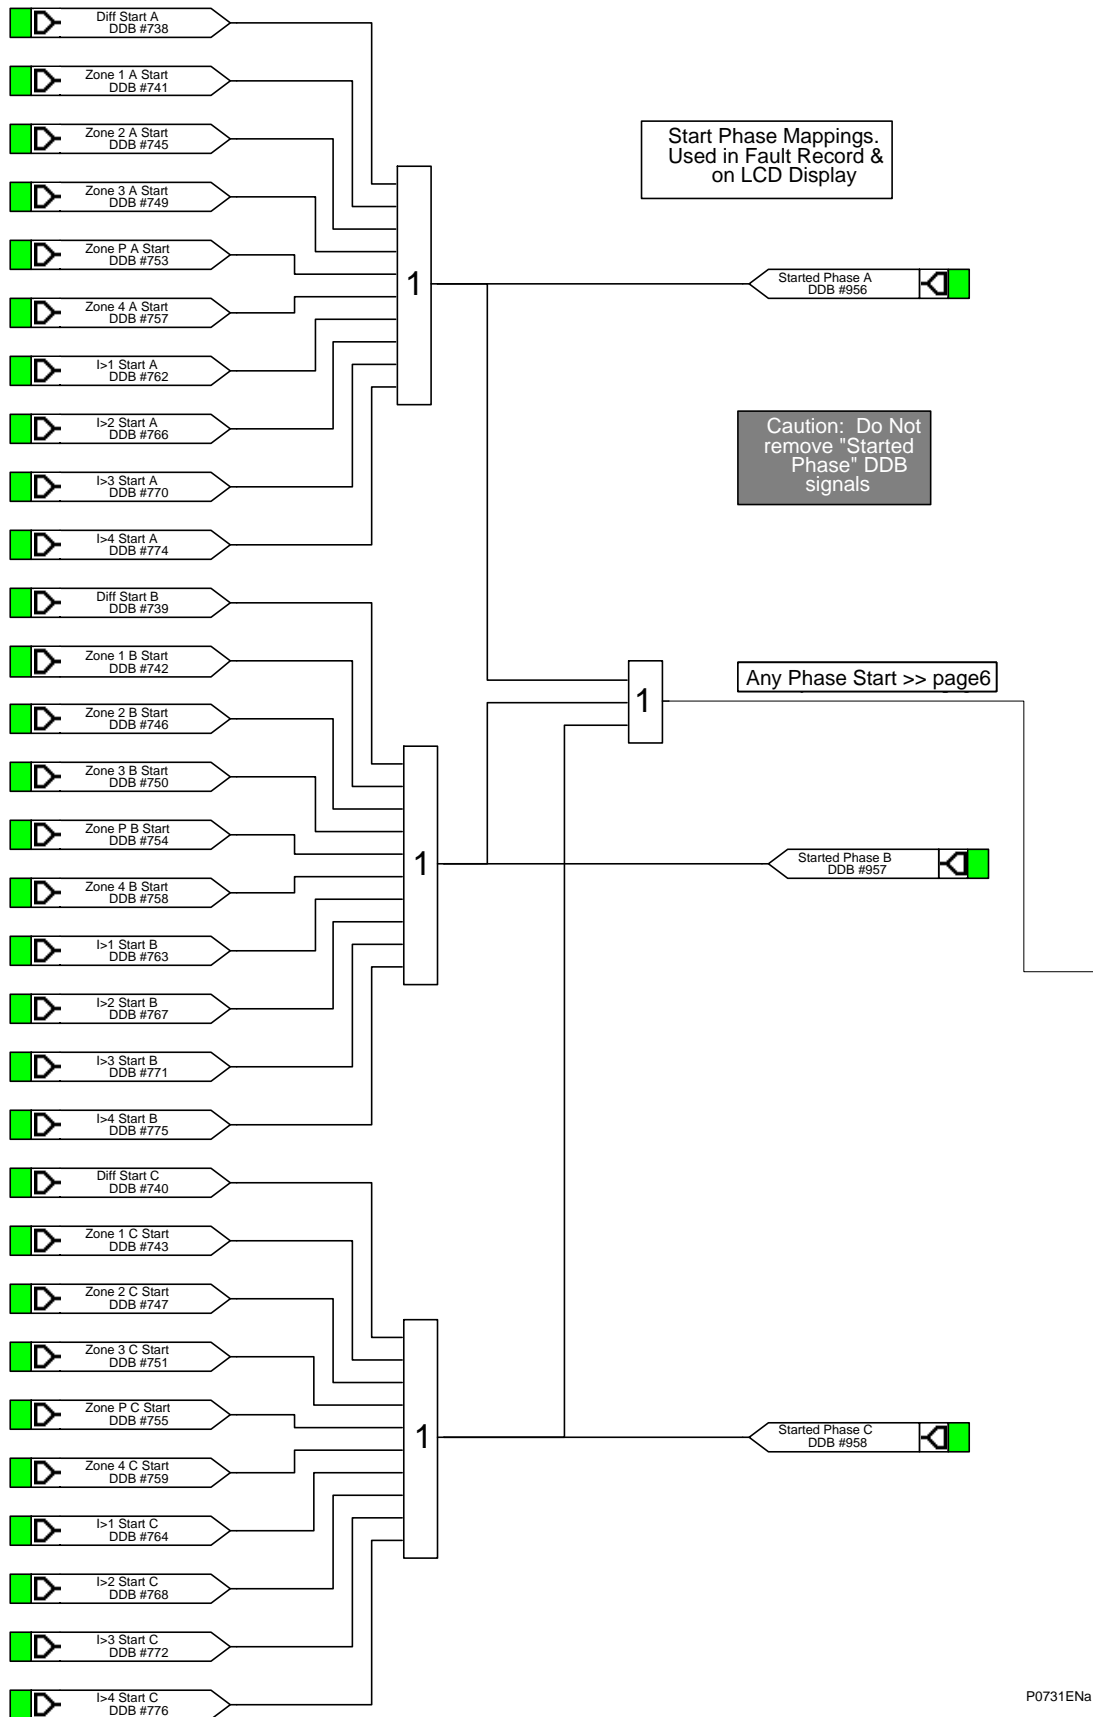 Diff Start A
DDB #738
Zone 1 A Start
DDB #741
Zone 2 A Start
DDB #745
Zone 3 A Start
DDB #749
Zone P A Start
DDB #753
Zone 4 A Start
DDB #757
I>1 Start A
DDB #762
I>2 Start A
DDB #766
I>3 Start A
DDB #770
I>4 Start A
DDB #774
1
Start Phase Mappings.
Used in Fault Record &
on LCD Display
Started Phase A
DDB #956
Caution: Do Not
remove "Started
Phase" DDB
signals
Diff Start B
DDB #739
Zone 1 B Start
DDB #742
Zone 2 B Start
DDB #746
Zone 3 B Start
DDB #750
Zone P B Start
DDB #754
Zone 4 B Start
DDB #758
I>1 Start B
DDB #763
I>2 Start B
DDB #767
I>3 Start B
DDB #771
I>4 Start B
DDB #775
1
1
Any Phase Start >> page6
Started Phase B
DDB #957
Diff Start C
DDB #740
Zone 1 C Start
DDB #743
Zone 2 C Start
DDB #747
Zone 3 C Start
DDB #751
Zone P C Start
DDB #755
Zone 4 C Start
DDB #759
I>1 Start C
DDB #764
I>2 Start C
DDB #768
I>3 Start C
DDB #772
I>4 Start C
DDB #776
1
Started Phase C
DDB #958
P0731ENa